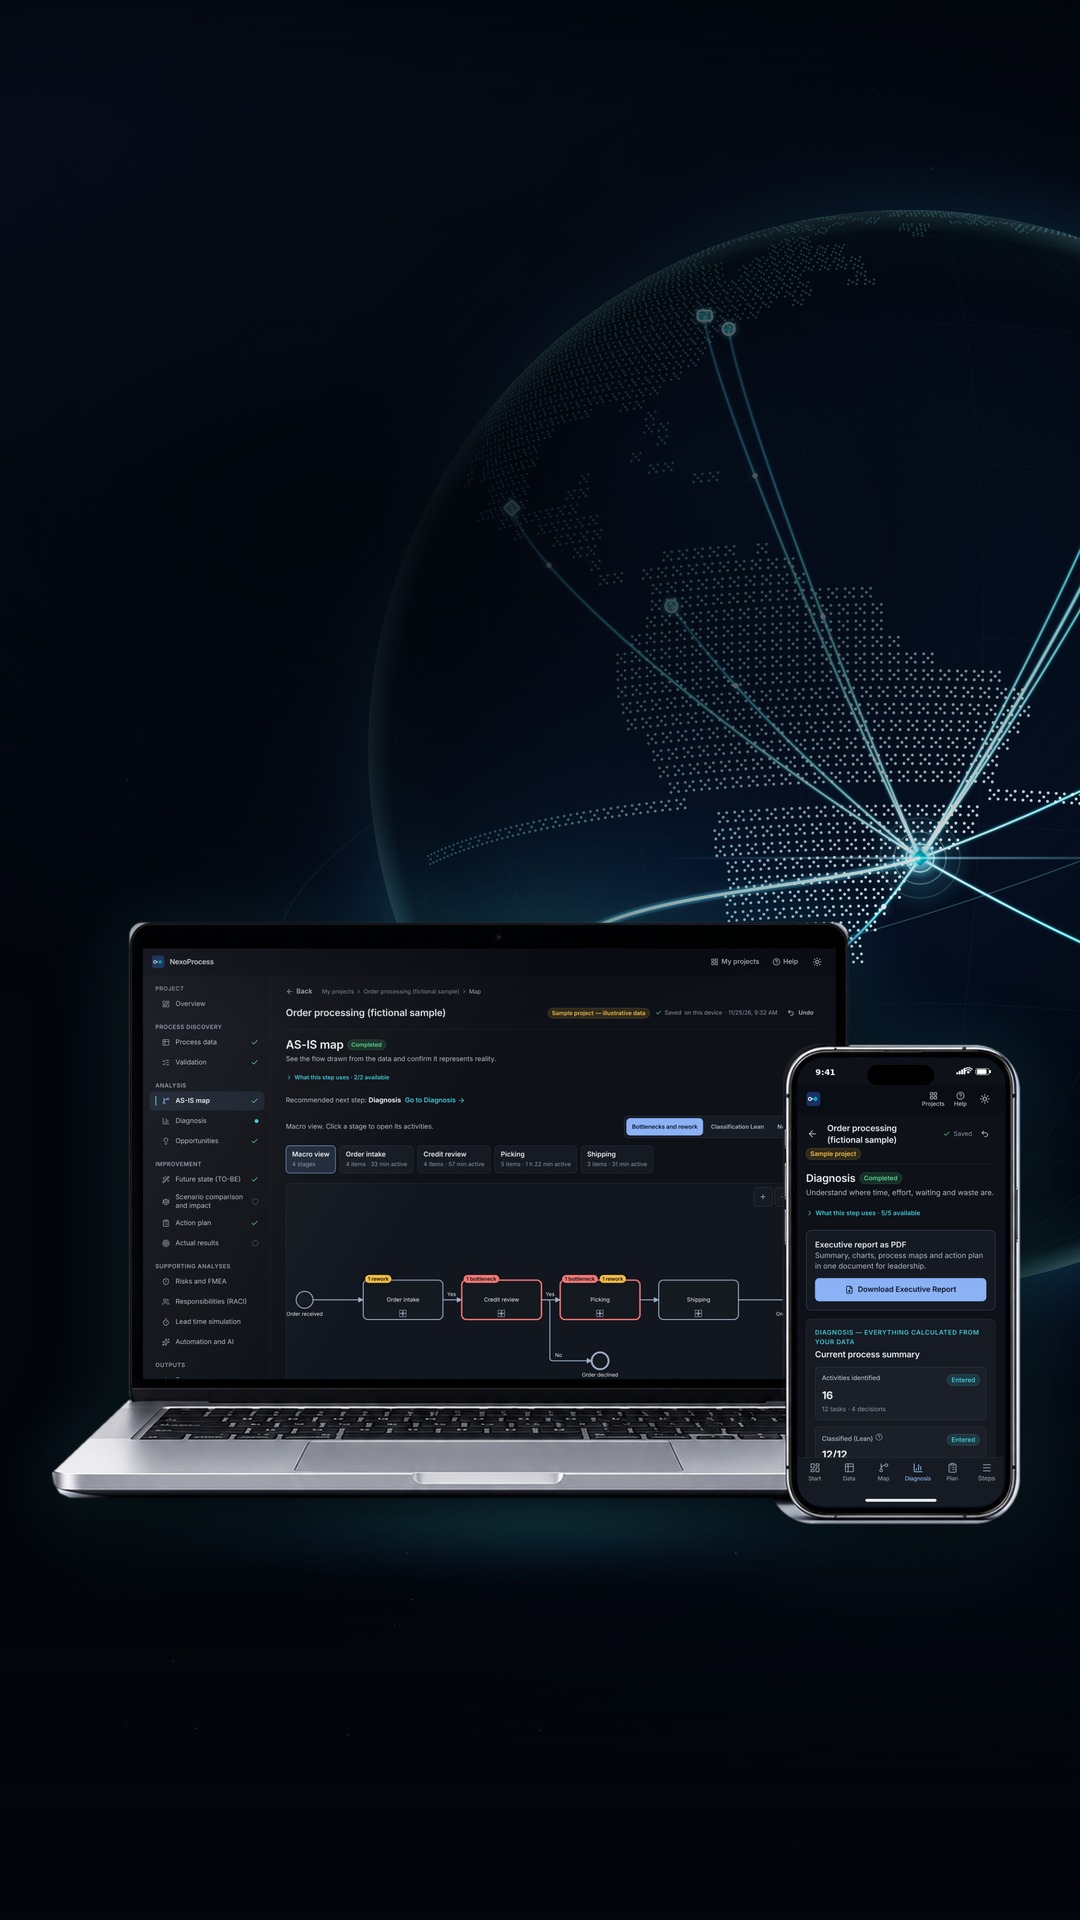 NexoProcess
My projects
Help
PROJECT
Overview
PROCESS DISCOVERY
Process data
Validation
ANALYSIS
AS-IS map
Diagnosis
Opportunities
IMPROVEMENT
Future state (TO-BE)
Scenario comparison
and impact
Action plan
Actual results
SUPPORTING ANALYSES
Risks and FMEA
Responsibilities (RACI)
Lead time simulation
Automation and AI
OUTPUTS
Back My projects > Order processing (fictional sample) > Map
Order processing (fictional sample)
Sample project — illustrative data
Saved on this device · 11/25/26, 9:32 AM
Undo
AS-IS map Completed
See the flow drawn from the data and confirm it represents reality.
What this step uses · 2/2 available
Recommended next step: Diagnosis Go to Diagnosis →
Macro view. Click a stage to open its activities.
Bottlenecks and rework
Classification Lean
Macro view
4 stages
Order intake
4 items · 33 min active
Credit review
4 items · 57 min active
Picking
5 items · 1 h 22 min active
Shipping
3 items · 31 min active
+
1 rework
1 bottleneck
1 bottleneck
1 rework
Order received
Order intake
Yes
Credit review
Yes
Picking
Shipping
On
No
Order declined
9:41
Projects
Help
Order processing
(fictional sample)
Saved
Sample project
Diagnosis Completed
Understand where time, effort, waiting and waste are.
What this step uses · 5/5 available
Executive report as PDF
Summary, charts, process maps and action plan
in one document for leadership.
Download Executive Report
DIAGNOSIS — EVERYTHING CALCULATED FROM
YOUR DATA
Current process summary
Activities identified
Entered
16
12 tasks · 4 decisions
Classified (Lean)
Entered
12/12
Start
Data
Map
Diagnosis
Plan
Steps